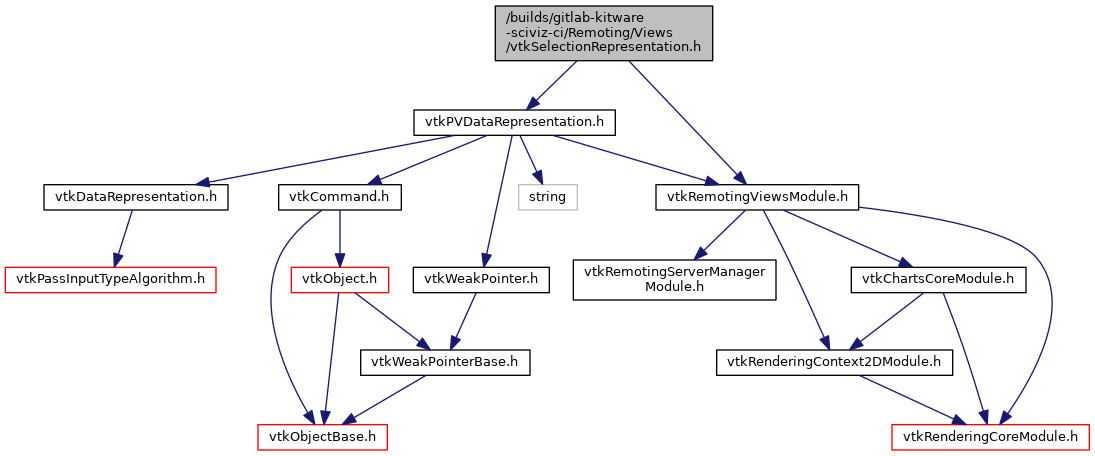 /builds/gitlab-kitware
-sciviz-ci/Remoting/Views
/vtkSelectionRepresentation.h
vtkPVDataRepresentation.h
vtkDataRepresentation.h
vtkCommand.h
string
vtkRemotingViewsModule.h
vtkPassInputTypeAlgorithm.h
vtkObject.h
vtkWeakPointer.h
vtkRemotingServerManager
Module.h
vtkChartsCoreModule.h
vtkWeakPointerBase.h
vtkRenderingContext2DModule.h
vtkObjectBase.h
vtkRenderingCoreModule.h